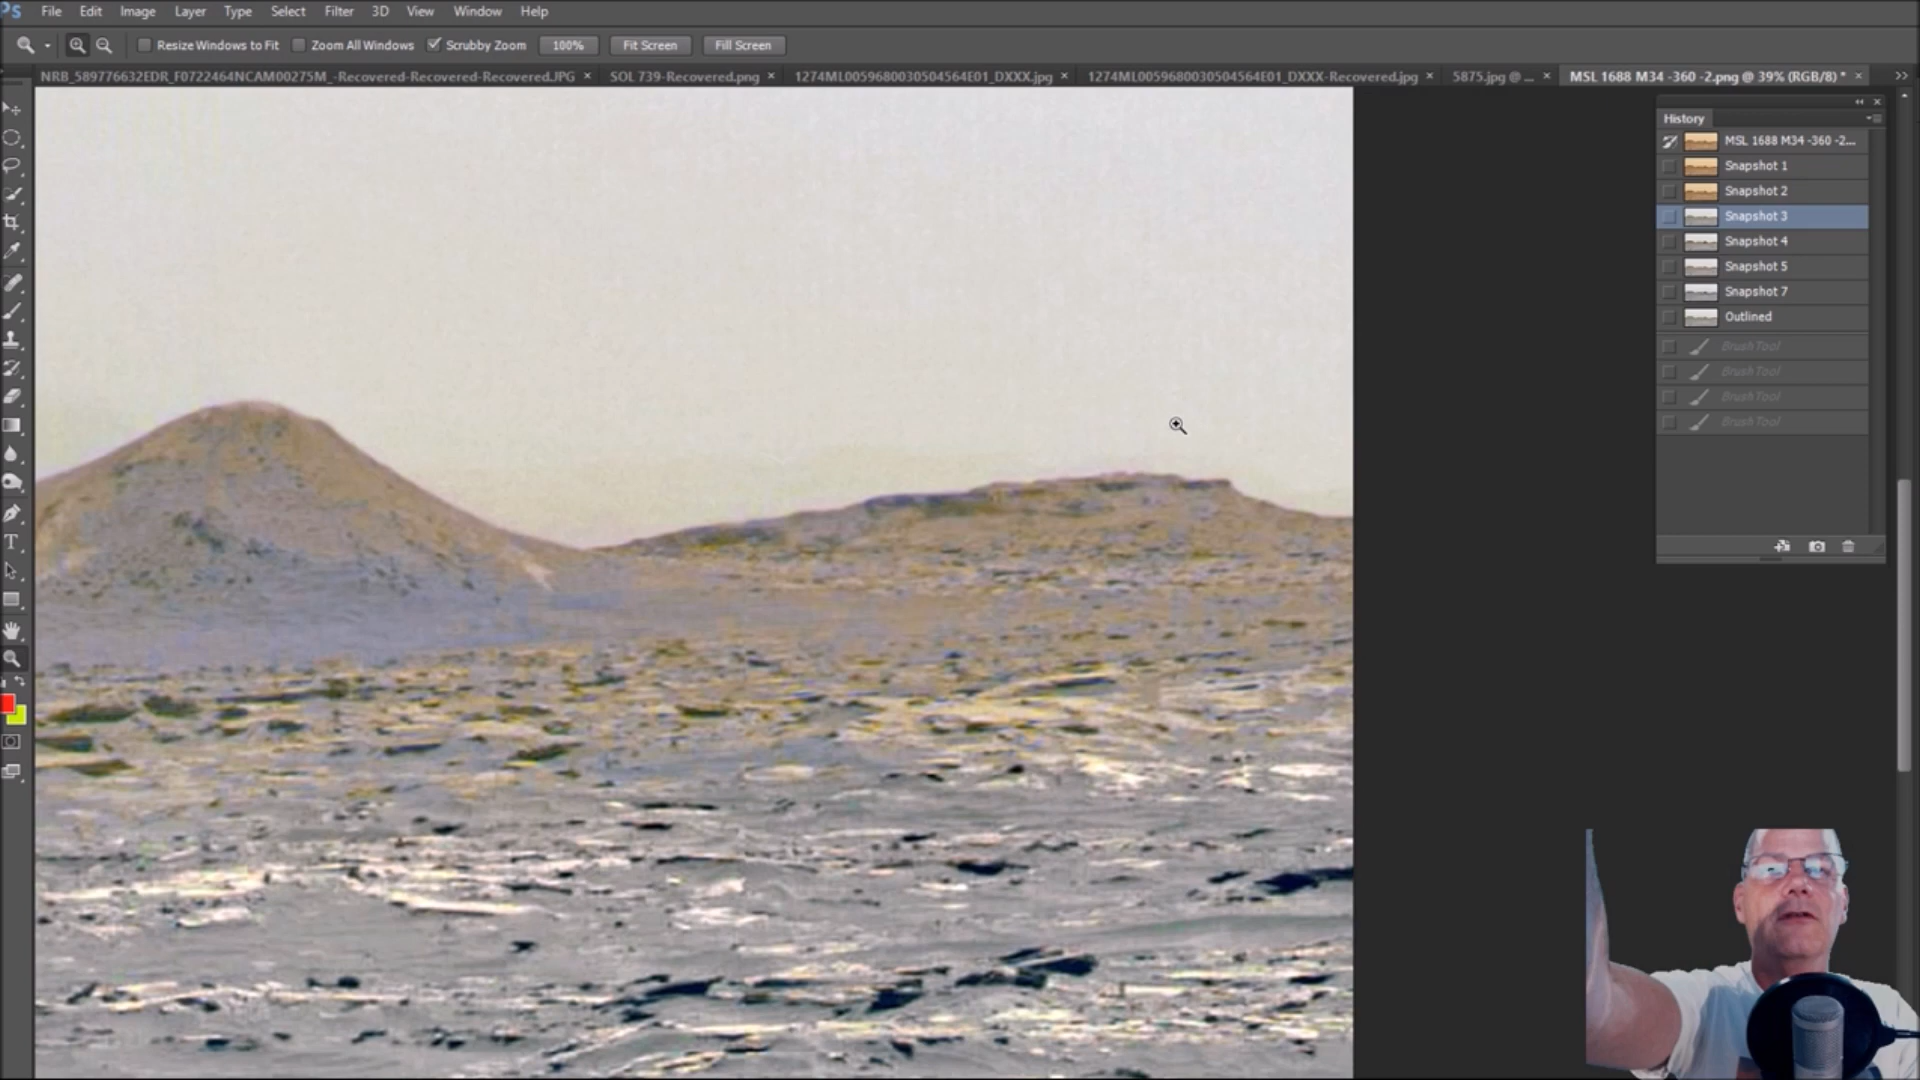 Ps File Edit Image Layer Type Select Filter 3D View Window Help
Resize Windows to Fit Zoom All Windows Scrubby Zoom 100% Fit Screen Fill Screen
NRB_589776632EDR_F0722464NCAM00275M_-Recovered-Recovered-Recovered.JPG × SOL 739-Recovered.png × 1274ML0059680030504564E01_DXXX.jpg × 1274ML0059680030504564E01_DXXX-Recovered.jpg × 5875.jpg @ ... × MSL 1688 M34 -360 -2.png @ 39% (RGB/8) * ×
History
MSL 1688 M34 -360 -2...
Snapshot 1
Snapshot 2
Snapshot 3
Snapshot 4
Snapshot 5
Snapshot 7
Outlined
Brush Tool
Brush Tool
Brush Tool
Brush Tool
T